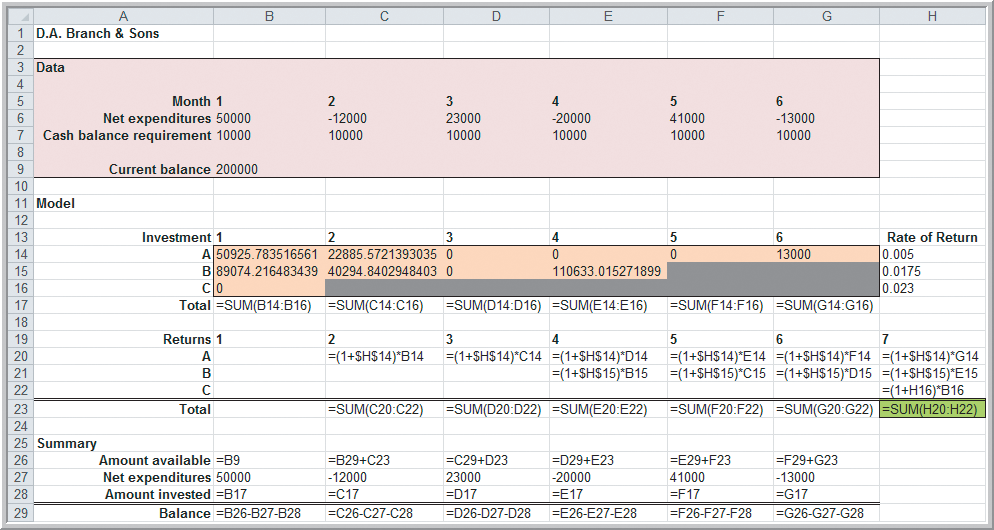 A B C D E F G H
1 D.A. Branch & Sons
2
3 Data
4
5 Month 1 2 3 4 5 6
6 Net expenditures 50000 -12000 23000 -20000 41000 -13000
7 Cash balance requirement 10000 10000 10000 10000 10000 10000
8
9 Current balance 200000
10
11 Model
12
13 Investment 1 2 3 4 5 6 Rate of Return
14 A 50925.783516561 22885.5721393035 0 0 0 13000 0.005
15 B 89074.216483439 40294.8402948403 0 110633.015271899 0.0175
16 C 0 0.023
17 Total =SUM(B14:B16) =SUM(C14:C16) =SUM(D14:D16) =SUM(E14:E16) =SUM(F14:F16) =SUM(G14:G16)
18
19 Returns 1 2 3 4 5 6 7
20 A =(1+$H$14)*B14 =(1+$H$14)*C14 =(1+$H$14)*D14 =(1+$H$14)*E14 =(1+$H$14)*F14 =(1+$H$14)*G14
21 B =(1+$H$15)*B15 =(1+$H$15)*C15 =(1+$H$15)*D15 =(1+$H$15)*E15
22 C =(1+H16)*B16
23 Total =SUM(C20:C22) =SUM(D20:D22) =SUM(E20:E22) =SUM(F20:F22) =SUM(G20:G22) =SUM(H20:H22)
24
25 Summary
26 Amount available =B9 =B29+C23 =C29+D23 =D29+E23 =E29+F23 =F29+G23
27 Net expenditures 50000 -12000 23000 -20000 41000 -13000
28 Amount invested =B17 =C17 =D17 =E17 =F17 =G17
29 Balance =B26-B27-B28 =C26-C27-C28 =D26-D27-D28 =E26-E27-E28 =F26-F27-F28 =G26-G27-G28